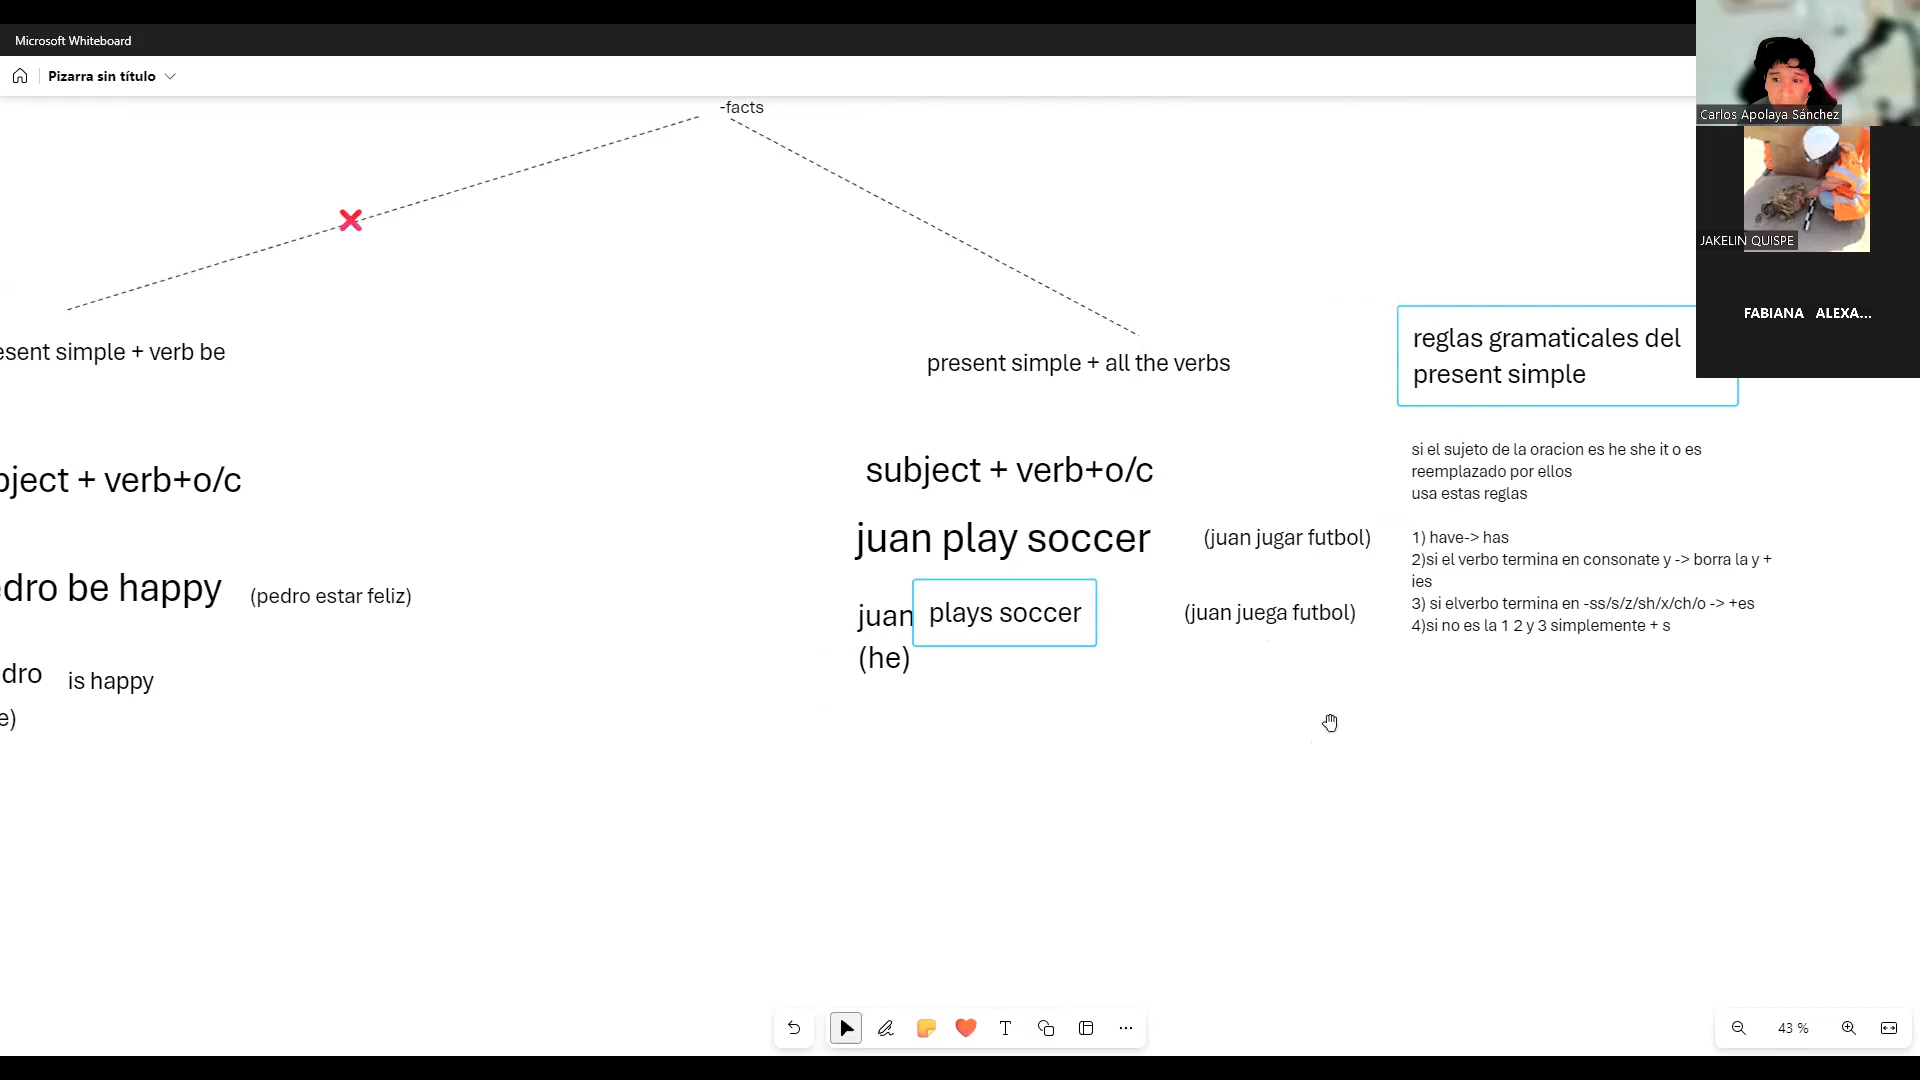 Microsoft Whiteboard
Pizarra sin título
-facts
Carlos Apolaya Sánchez
JAKELIN QUISPE
FABIANA ALEXA...
esent simple + verb be
present simple + all the verbs
reglas gramaticales del
present simple
bject + verb+o/c
subject + verb+o/c
si el sujeto de la oracion es he she it o es
reemplazado por ellos
usa estas reglas
juan play soccer
(juan jugar futbol)
1) have-> has
2)si el verbo termina en consonate y -> borra la y +
ies
3) si elverbo termina en -ss/s/z/sh/x/ch/o -> +es
4)si no es la 1 2 y 3 simplemente + s
edro be happy
(pedro estar feliz)
juan
plays soccer
(juan juega futbol)
(he)
dro
is happy
e)
43 %